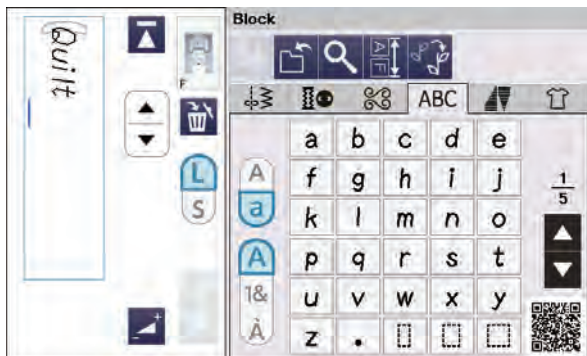 Quilt
F
L
S
Block
A
F
ABC
A
a
A
1&
À
a b c d e
f g h i j
k l m n o
p q r s t
u v w x y
z .
1
5